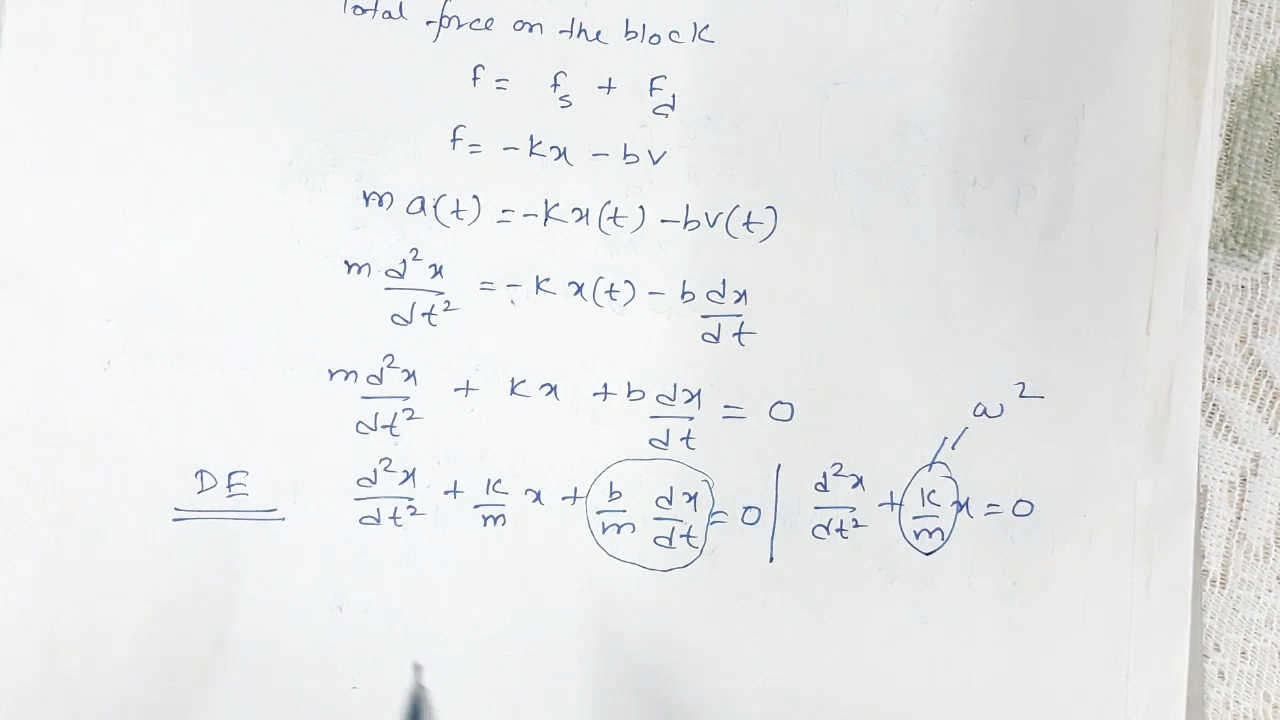 Total force on the block
f = f_s + F_d
f = -kx - bv
m a(t) = -kx(t) - bv(t)
m d²x/dt² = -k x(t) - b dx/dt
m d²x/dt² + kx + b dx/dt = 0
ω²
DE d²x/dt² + k/m x + b/m dx/dt = 0 | d²x/dt² + k/m x = 0